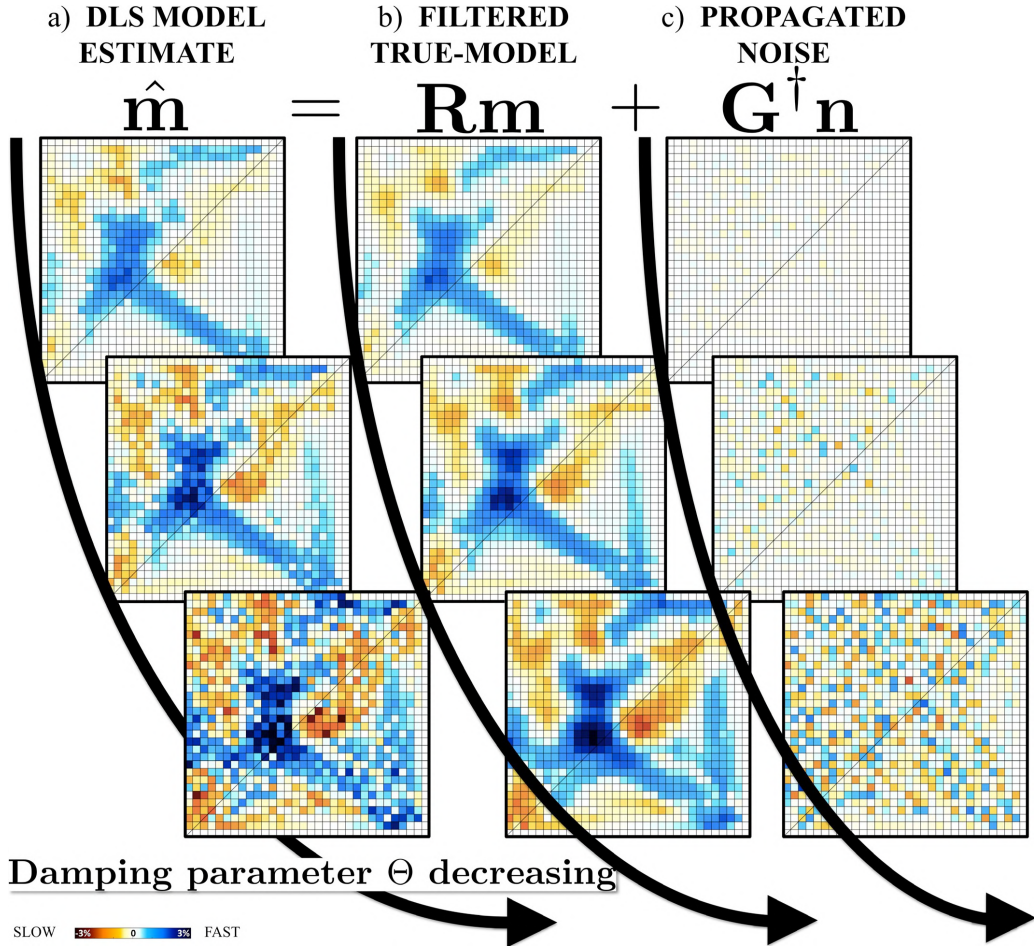 a) DLS MODEL ESTIMATE
b) FILTERED TRUE-MODEL
c) PROPAGATED NOISE
m̂ = Rm + G†n
Damping parameter Θ decreasing
SLOW -3% 0 3% FAST